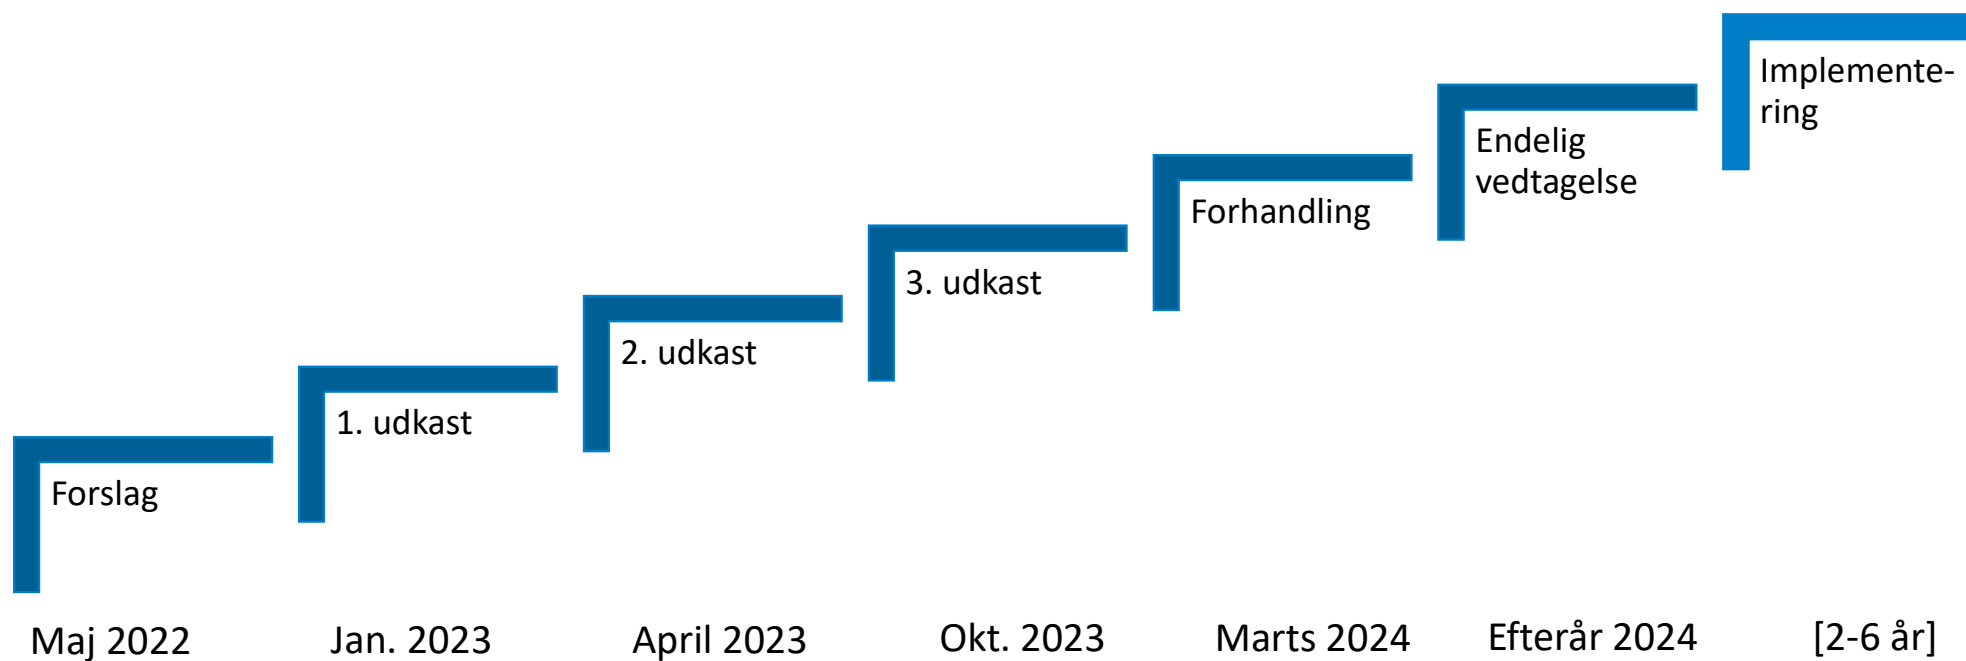 Forslag
1. udkast
2. udkast
3. udkast
Forhandling
Endelig
vedtagelse
Implemente-
ring
Maj 2022
Jan. 2023
April 2023
Okt. 2023
Marts 2024
Efterår 2024
[2-6 år]